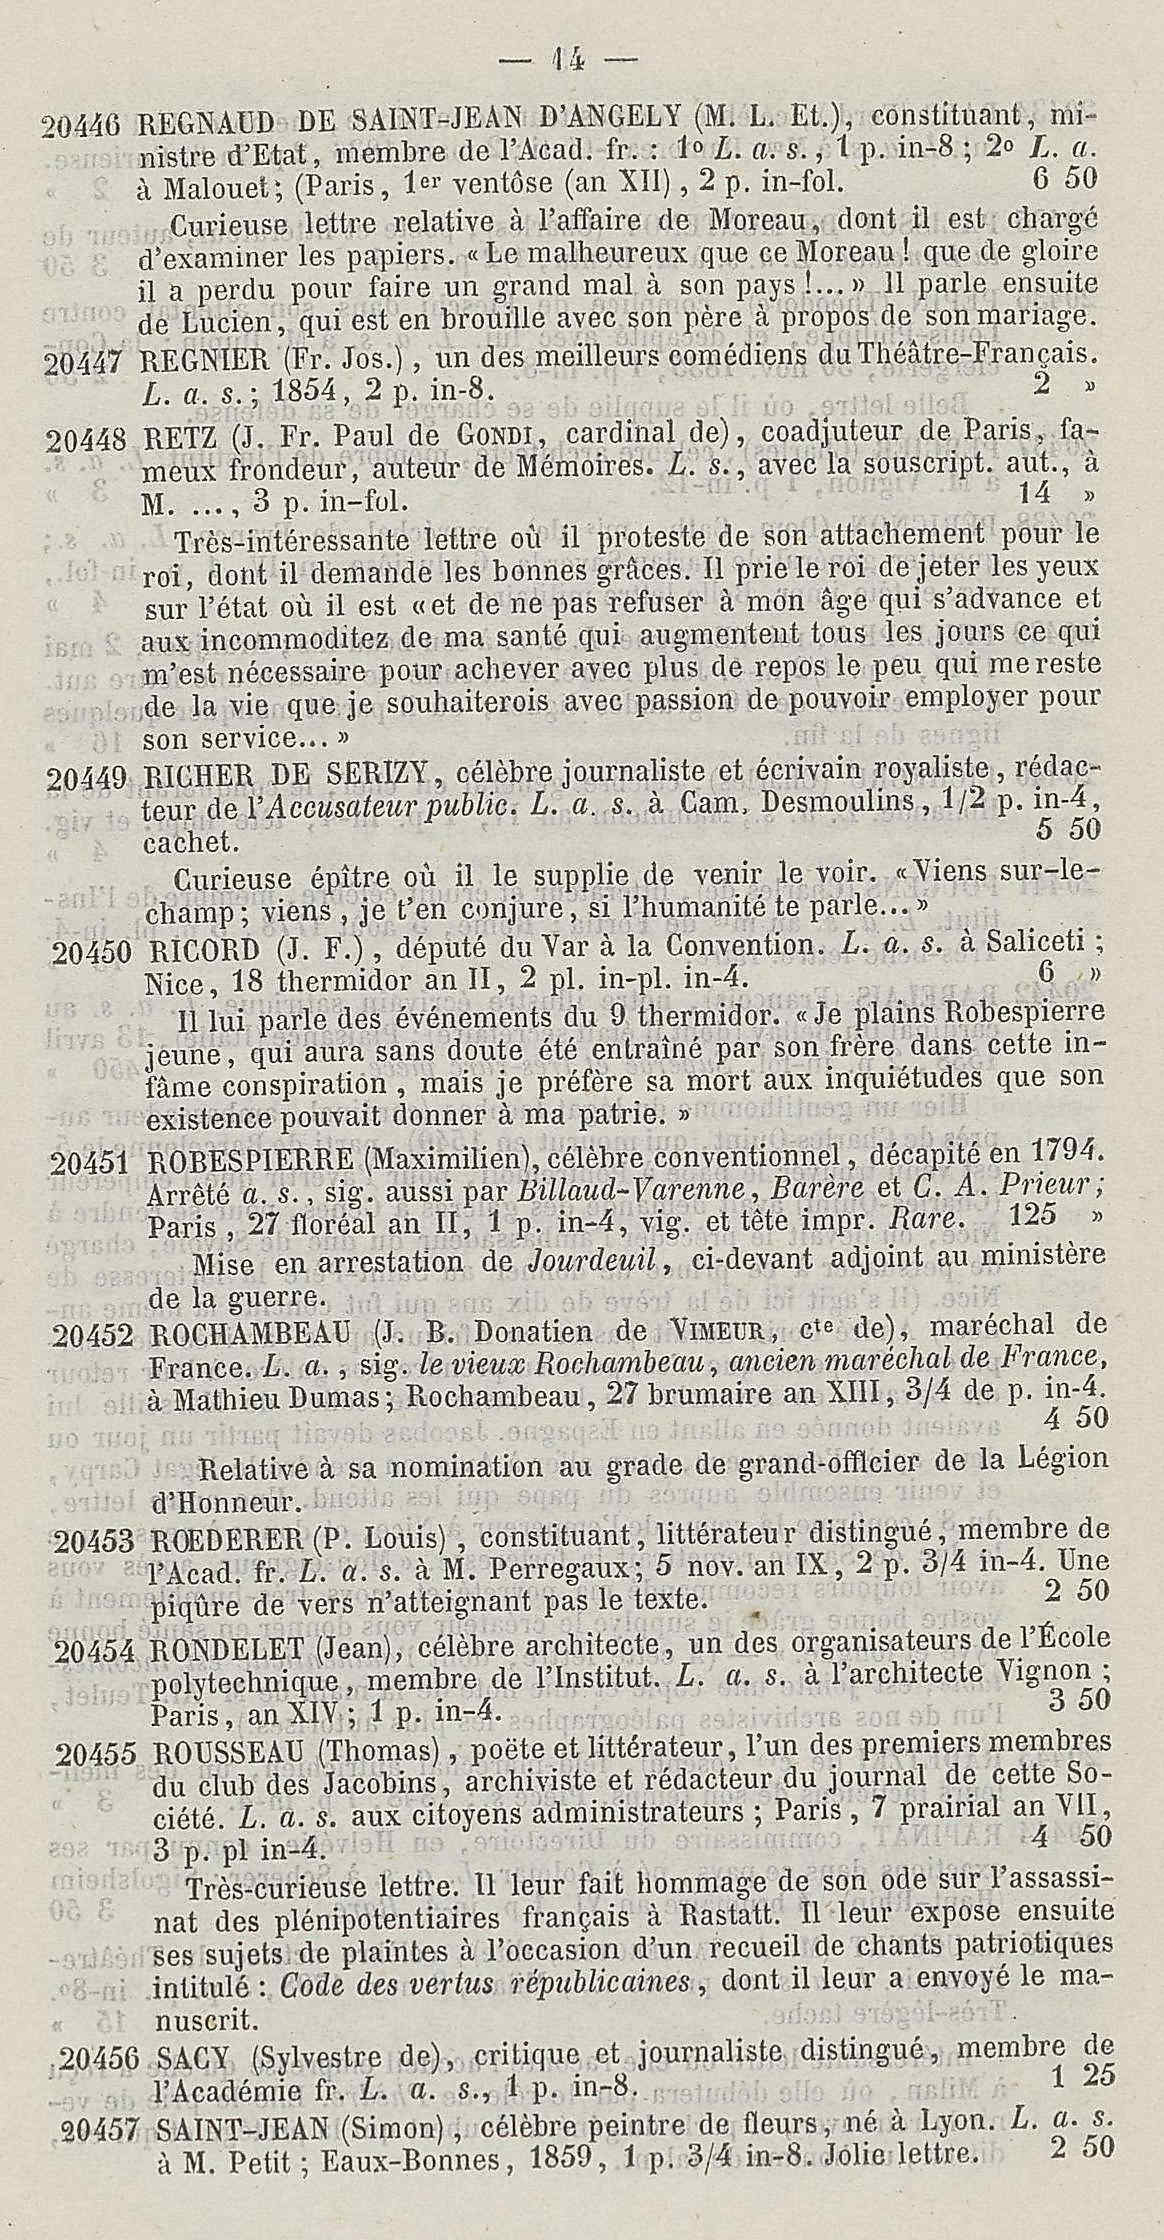 — 14 —
20446 REGNAUD DE SAINT-JEAN D'ANGELY (M. L. Et.), constituant, mi-
nistre d'Etat, membre de l'Acad. fr. : 1o L. a. s., 1 p. in-8 ; 2o L. a.
à Malouet ; (Paris, 1er ventôse (an XII), 2 p. in-fol. 6 50
Curieuse lettre relative à l'affaire de Moreau, dont il est chargé
d'examiner les papiers. « Le malheureux que ce Moreau ! que de gloire
il a perdu pour faire un grand mal à son pays !... » Il parle ensuite
de Lucien, qui est en brouille avec son père à propos de son mariage.
20447 REGNIER (Fr. Jos.), un des meilleurs comédiens du Théâtre-Français.
L. a. s. ; 1854, 2 p. in-8. 2 »
20448 RETZ (J. Fr. Paul de GONDI, cardinal de), coadjuteur de Paris, fa-
meux frondeur, auteur de Mémoires. L. s., avec la souscript. aut., à
M. ..., 3 p. in-fol. 14 »
Très-intéressante lettre où il proteste de son attachement pour le
roi, dont il demande les bonnes grâces. Il prie le roi de jeter les yeux
sur l'état où il est « et de ne pas refuser à mon âge qui s'advance et
aux incommoditez de ma santé qui augmentent tous les jours ce qui
m'est nécessaire pour achever avec plus de repos le peu qui me reste
de la vie que je souhaiterois avec passion de pouvoir employer pour
son service... »
20449 RICHER DE SERIZY, célèbre journaliste et écrivain royaliste, rédac-
teur de l'Accusateur public. L. a. s. à Cam. Desmoulins, 1/2 p. in-4,
cachet. 5 50
Curieuse épître où il le supplie de venir le voir. « Viens sur-le-
champ ; viens, je t'en conjure, si l'humanité te parle... »
20450 RICORD (J. F.), député du Var à la Convention. L. a. s. à Saliceti ;
Nice, 18 thermidor an II, 2 pl. in-pl. in-4. 6 »
Il lui parle des événements du 9 thermidor. « Je plains Robespierre
jeune, qui aura sans doute été entraîné par son frère dans cette in-
fâme conspiration, mais je préfère sa mort aux inquiétudes que son
existence pouvait donner à ma patrie. »
20451 ROBESPIERRE (Maximilien), célèbre conventionnel, décapité en 1794.
Arrêté a. s., sig. aussi par Billaud-Varenne, Barère et C. A. Prieur ;
Paris, 27 floréal an II, 1 p. in-4, vig. et tête impr. Rare. 125 »
Mise en arrestation de Jourdeuil, ci-devant adjoint au ministère
de la guerre.
20452 ROCHAMBEAU (J. B. Donatien de VIMEUR, cte de), maréchal de
France. L. a., sig. le vieux Rochambeau, ancien maréchal de France,
à Mathieu Dumas ; Rochambeau, 27 brumaire an XIII, 3/4 de p. in-4.
4 50
Relative à sa nomination au grade de grand-officier de la Légion
d'Honneur.
20453 RŒDERER (P. Louis), constituant, littérateur distingué, membre de
l'Acad. fr. L. a. s. à M. Perregaux ; 5 nov. an IX, 2 p. 3/4 in-4. Une
piqûre de vers n'atteignant pas le texte. 2 50
20454 RONDELET (Jean), célèbre architecte, un des organisateurs de l'École
polytechnique, membre de l'Institut. L. a. s. à l'architecte Vignon ;
Paris, an XIV ; 1 p. in-4. 3 50
20455 ROUSSEAU (Thomas), poëte et littérateur, l'un des premiers membres
du club des Jacobins, archiviste et rédacteur du journal de cette So-
ciété. L. a. s. aux citoyens administrateurs ; Paris, 7 prairial an VII,
3 p. pl in-4. 4 50
Très-curieuse lettre. Il leur fait hommage de son ode sur l'assassi-
nat des plénipotentiaires français à Rastatt. Il leur expose ensuite
ses sujets de plaintes à l'occasion d'un recueil de chants patriotiques
intitulé : Code des vertus républicaines, dont il leur a envoyé le ma-
nuscrit.
20456 SACY (Sylvestre de), critique et journaliste distingué, membre de
l'Académie fr. L. a. s., 1 p. in-8. 1 25
20457 SAINT-JEAN (Simon), célèbre peintre de fleurs, né à Lyon. L. a. s.
à M. Petit ; Eaux-Bonnes, 1859, 1 p. 3/4 in-8. Jolie lettre. 2 50